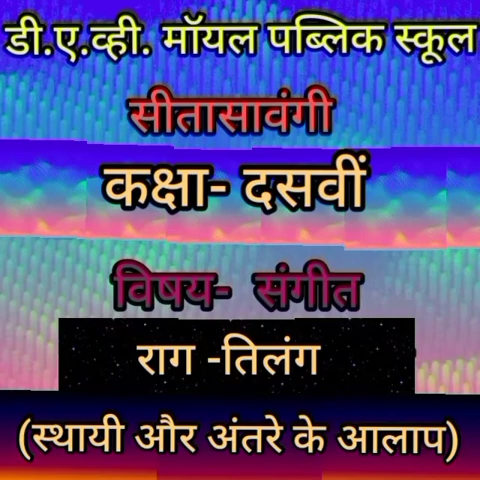 डी.ए.व्ही. मॉयल पब्लिक स्कूल
सीतासावंगी
कक्षा- दसवीं
विषय- संगीत
राग -तिलंग
(स्थायी और अंतरे के आलाप)